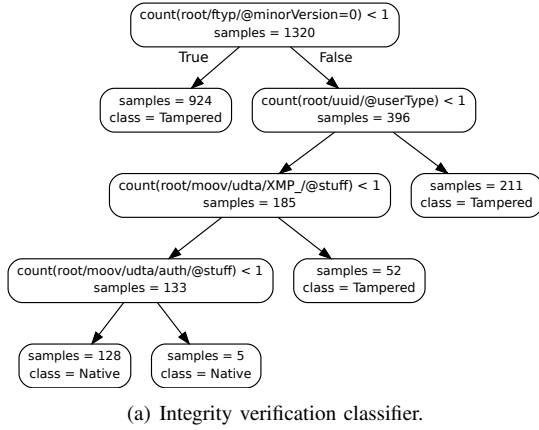 count(root/ftyp/@minorVersion=0) < 1
samples = 1320
True
False
samples = 924
class = Tampered
count(root/uuid/@userType) < 1
samples = 396
count(root/moov/udta/XMP_/@stuff) < 1
samples = 185
samples = 211
class = Tampered
count(root/moov/udta/auth/@stuff) < 1
samples = 133
samples = 52
class = Tampered
samples = 128
class = Native
samples = 5
class = Native
(a) Integrity verification classifier.